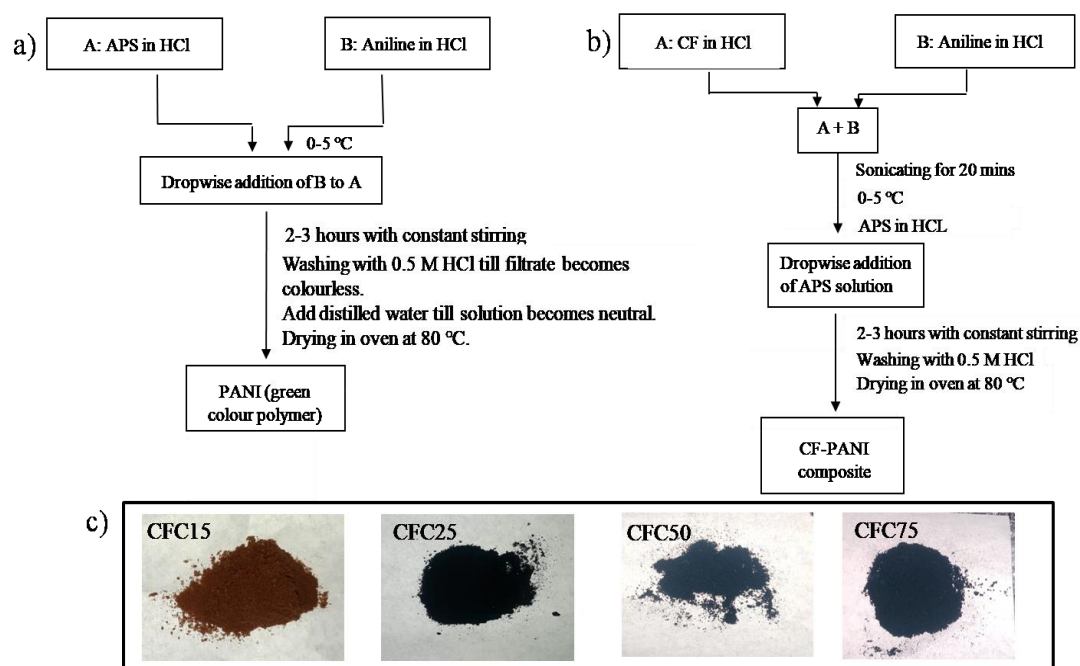 a)
A: APS in HCl
B: Aniline in HCl
0-5 °C
Dropwise addition of B to A
2-3 hours with constant stirring
Washing with 0.5 M HCl till filtrate becomes
colourless.
Add distilled water till solution becomes neutral.
Drying in oven at 80 °C.
PANI (green
colour polymer)
b)
A: CF in HCl
B: Aniline in HCl
A + B
Sonicating for 20 mins
0-5 °C
APS in HCL
Dropwise addition
of APS solution
2-3 hours with constant stirring
Washing with 0.5 M HCl
Drying in oven at 80 °C
CF-PANI
composite
c)
CFC15
CFC25
CFC50
CFC75